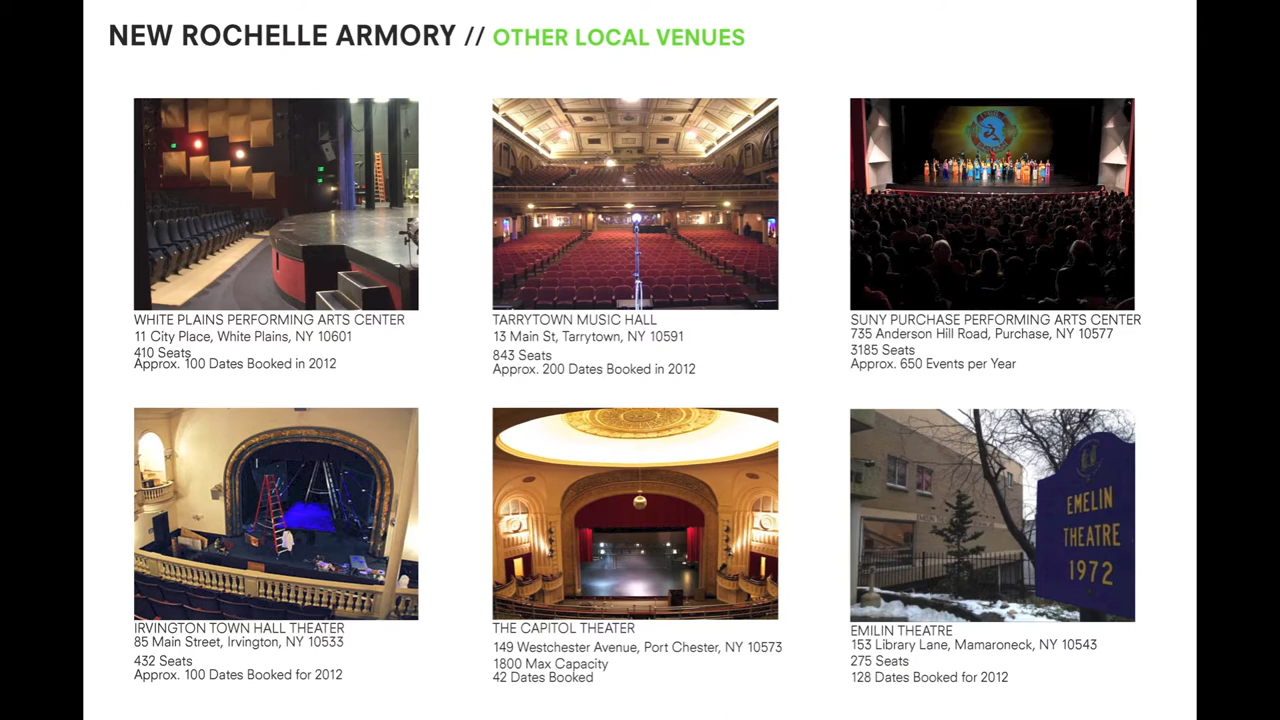 NEW ROCHELLE ARMORY // OTHER LOCAL VENUES
WHITE PLAINS PERFORMING ARTS CENTER
11 City Place, White Plains, NY 10601
410 Seats
Approx. 100 Dates Booked in 2012
TARRYTOWN MUSIC HALL
13 Main St, Tarrytown, NY 10591
843 Seats
Approx. 200 Dates Booked in 2012
SUNY PURCHASE PERFORMING ARTS CENTER
735 Anderson Hill Road, Purchase, NY 10577
3185 Seats
Approx. 650 Events per Year
IRVINGTON TOWN HALL THEATER
85 Main Street, Irvington, NY 10533
432 Seats
Approx. 100 Dates Booked for 2012
THE CAPITOL THEATER
149 Westchester Avenue, Port Chester, NY 10573
1800 Max Capacity
42 Dates Booked
EMELIN
THEATRE
1972
EMILIN THEATRE
153 Library Lane, Mamaroneck, NY 10543
275 Seats
128 Dates Booked for 2012